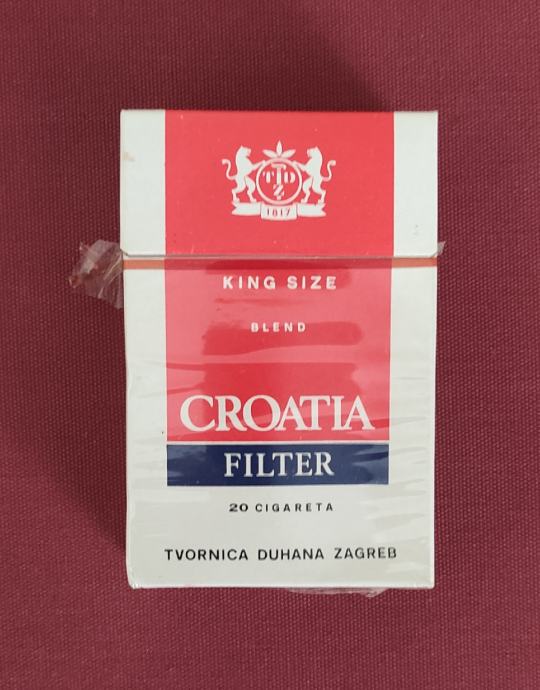 TDZ
1817
KING SIZE
BLEND
CROATIA
FILTER
20 CIGARETA
TVORNICA DUHANA ZAGREB